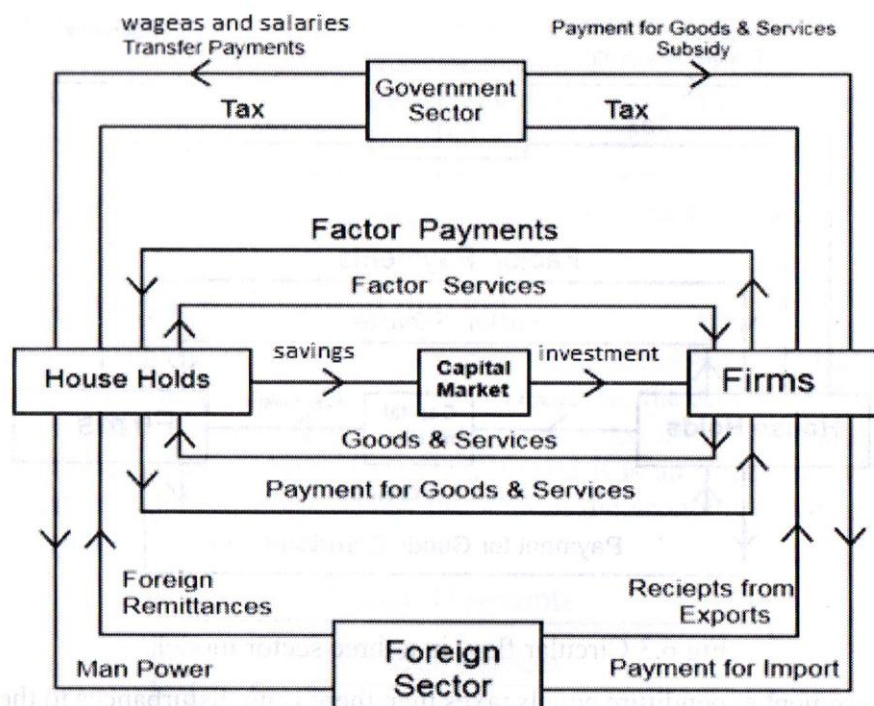 wageas and salaries
Transfer Payments
Payment for Goods & Services
Subsidy
Government
Sector
Tax
Tax
Factor Payments
Factor Services
House Holds
savings
Capital
Market
investment
Firms
Goods & Services
Payment for Goods & Services
Foreign
Remittances
Reciepts from
Exports
Man Power
Foreign
Sector
Payment for Import